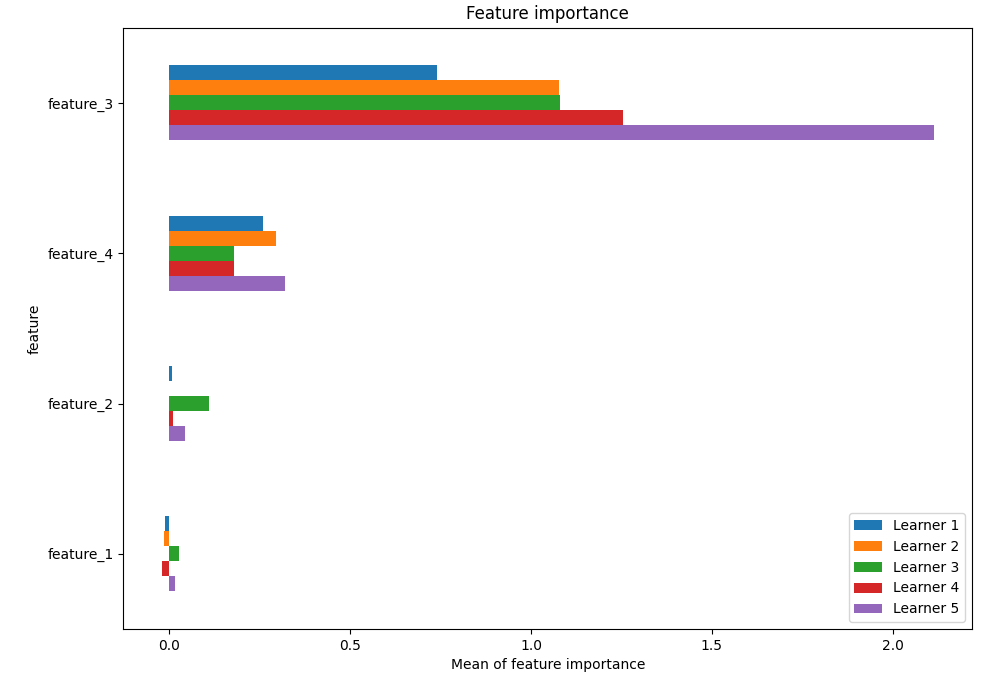 Feature importance
feature_3
feature_4
feature_2
feature_1
feature
Learner 1
Learner 2
Learner 3
Learner 4
Learner 5
0.0 0.5 1.0 1.5 2.0
Mean of feature importance